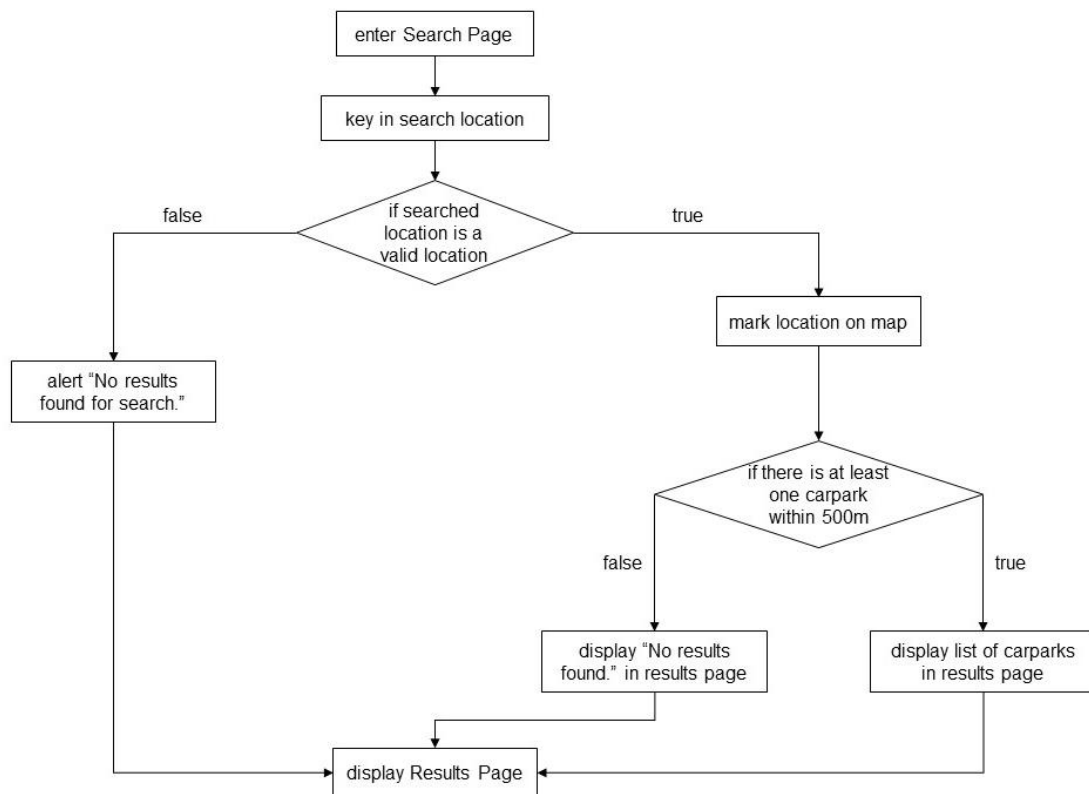 enter Search Page
key in search location
false
if searched
location is a
valid location
true
mark location on map
alert “No results
found for search.”
if there is at least
one carpark
within 500m
false
true
display “No results
found.” in results page
display list of carparks
in results page
display Results Page